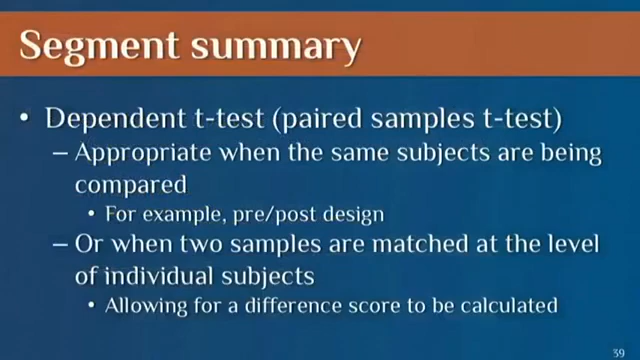 Segment summary
• Dependent t-test (paired samples t-test)
– Appropriate when the same subjects are being
compared
• For example, pre/post design
– Or when two samples are matched at the level
of individual subjects
• Allowing for a difference score to be calculated
39